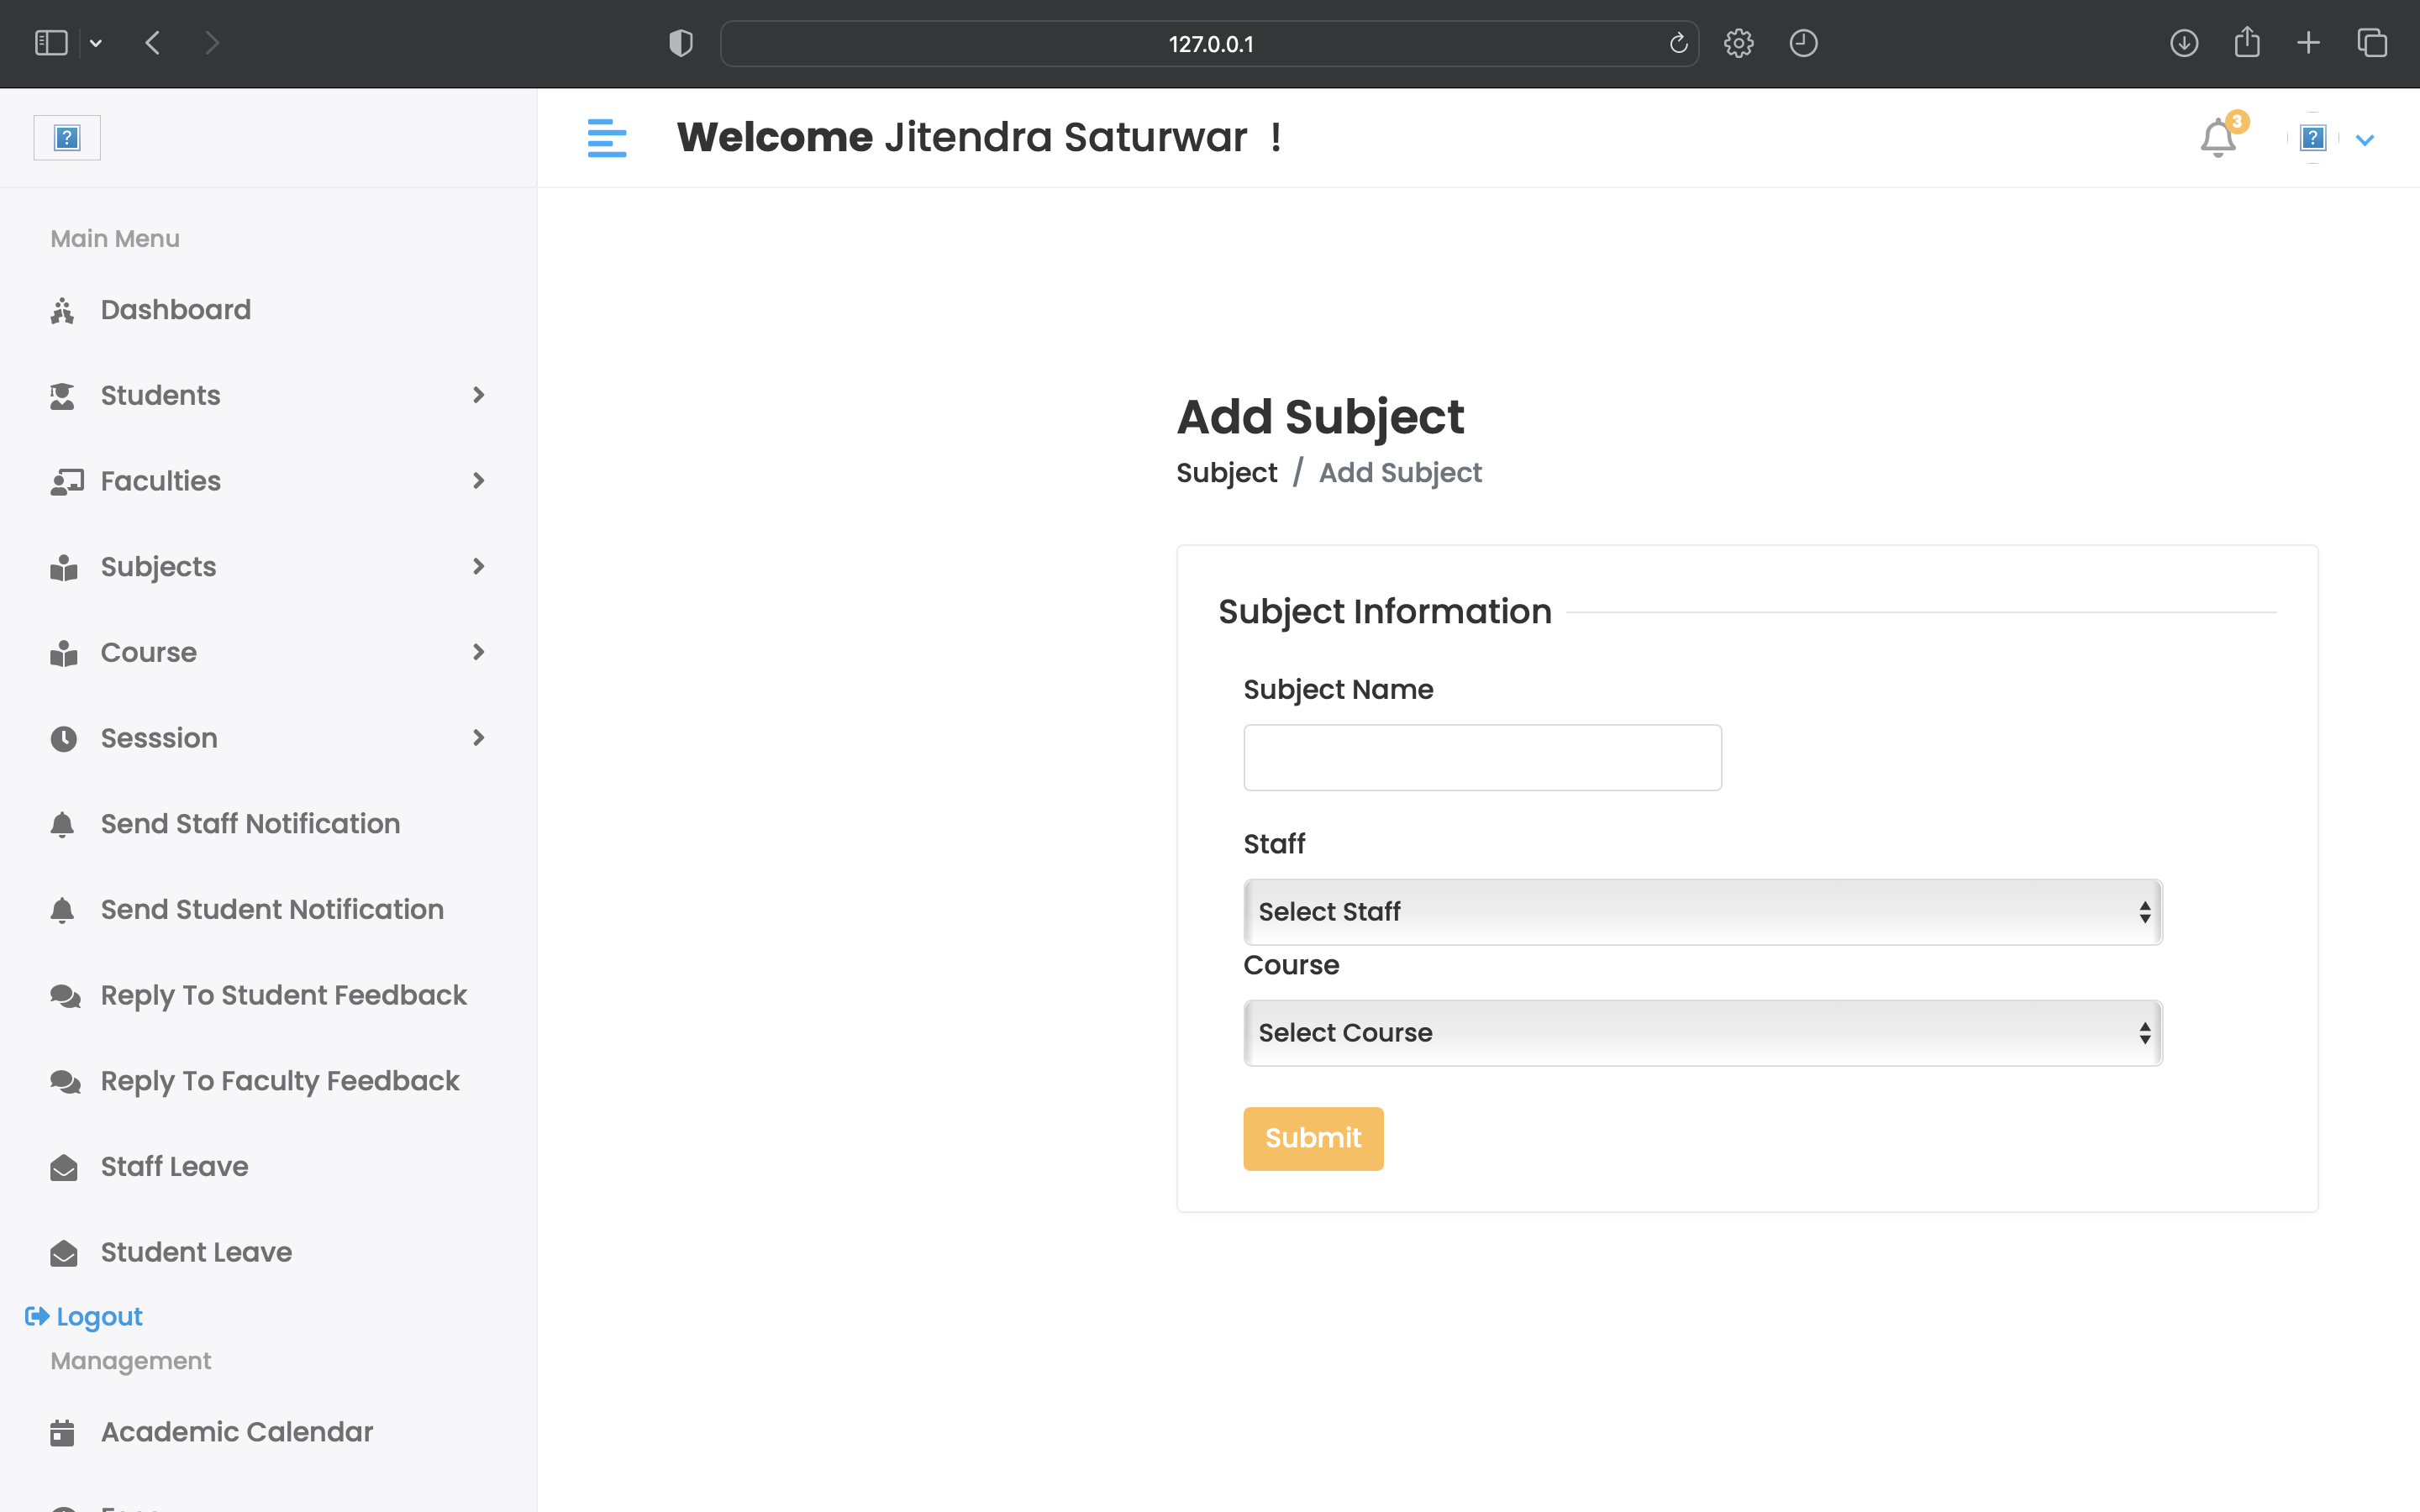 127.0.0.1
Welcome Jitendra Saturwar !
3
Main Menu
Dashboard
Students
Faculties
Subjects
Course
Sesssion
Send Staff Notification
Send Student Notification
Reply To Student Feedback
Reply To Faculty Feedback
Staff Leave
Student Leave
Logout
Management
Academic Calendar
Add Subject
Subject / Add Subject
Subject Information
Subject Name
Staff
Select Staff
Course
Select Course
Submit